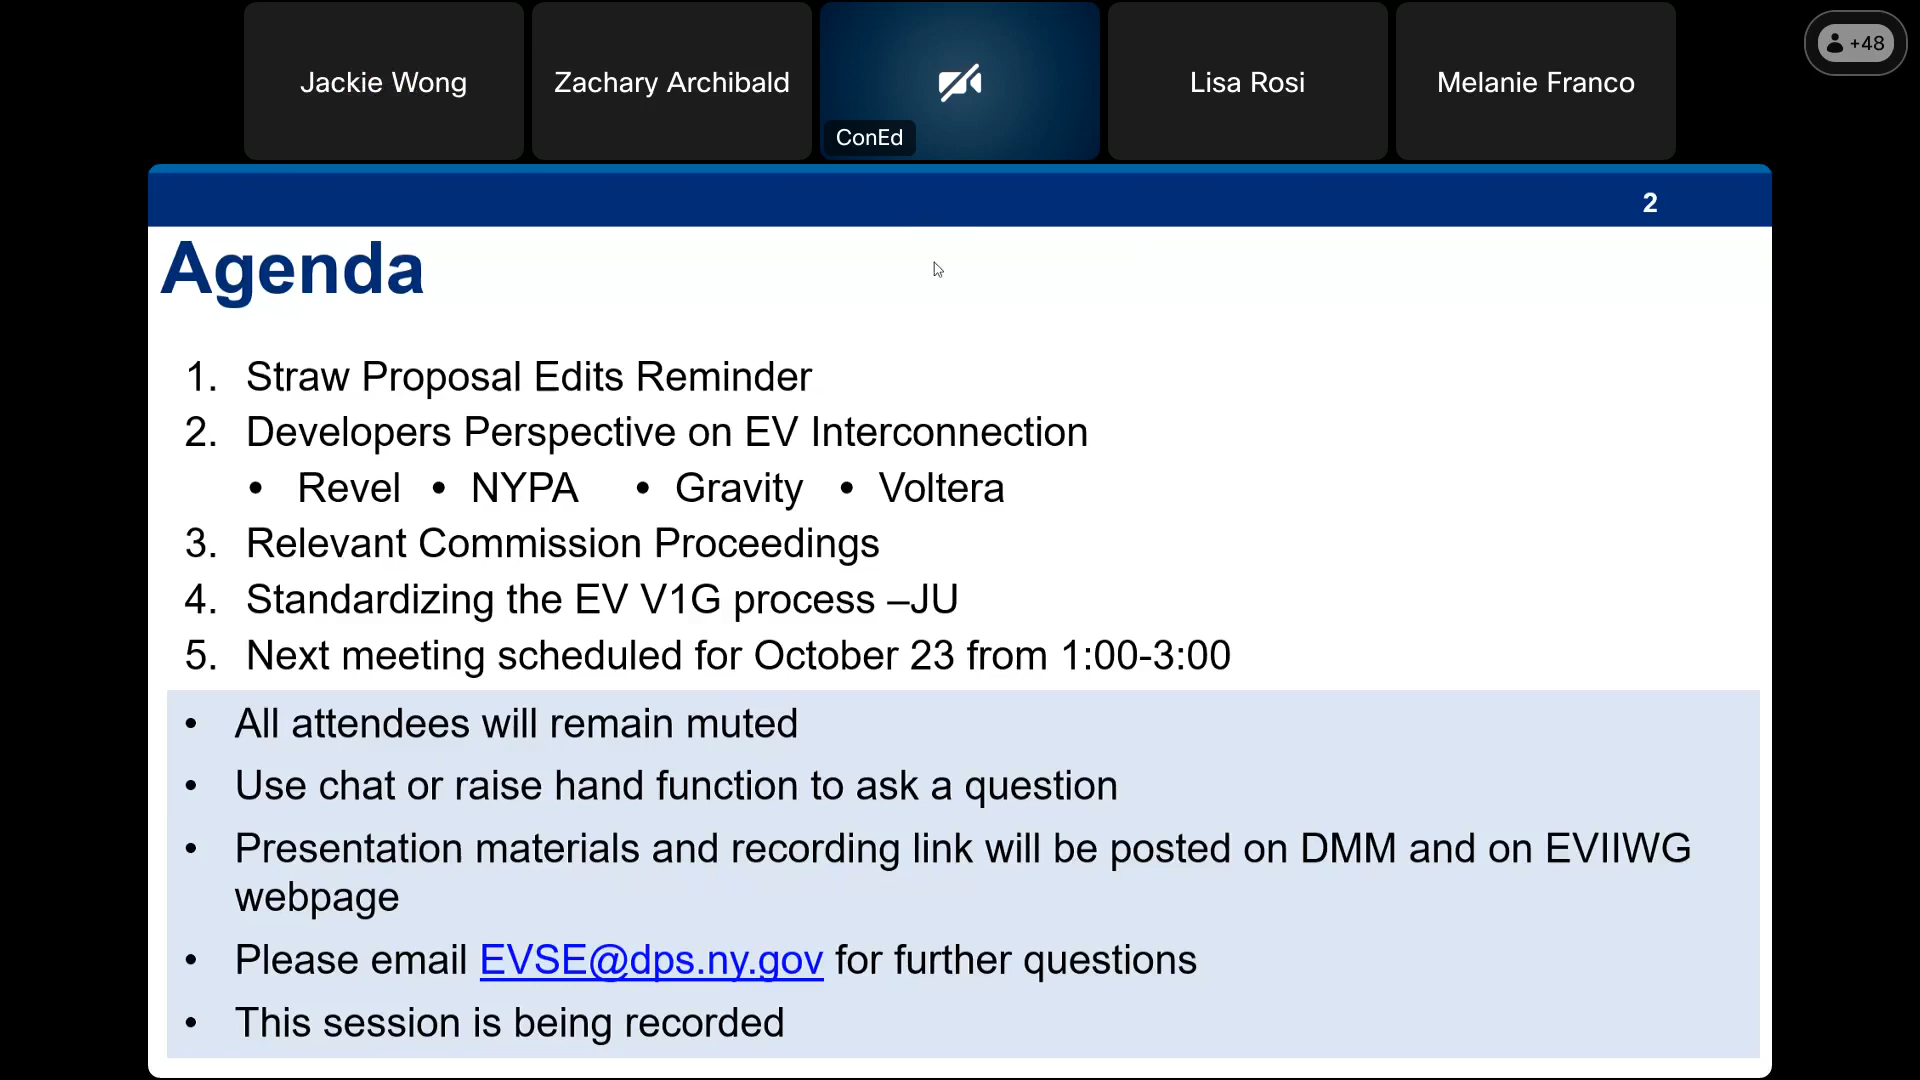 Jackie Wong
Zachary Archibald
ConEd
Lisa Rosi
Melanie Franco
+48
2
Agenda
1. Straw Proposal Edits Reminder
2. Developers Perspective on EV Interconnection
• Revel • NYPA • Gravity • Voltera
3. Relevant Commission Proceedings
4. Standardizing the EV V1G process –JU
5. Next meeting scheduled for October 23 from 1:00-3:00
• All attendees will remain muted
• Use chat or raise hand function to ask a question
• Presentation materials and recording link will be posted on DMM and on EVIIWG
webpage
• Please email EVSE@dps.ny.gov for further questions
• This session is being recorded